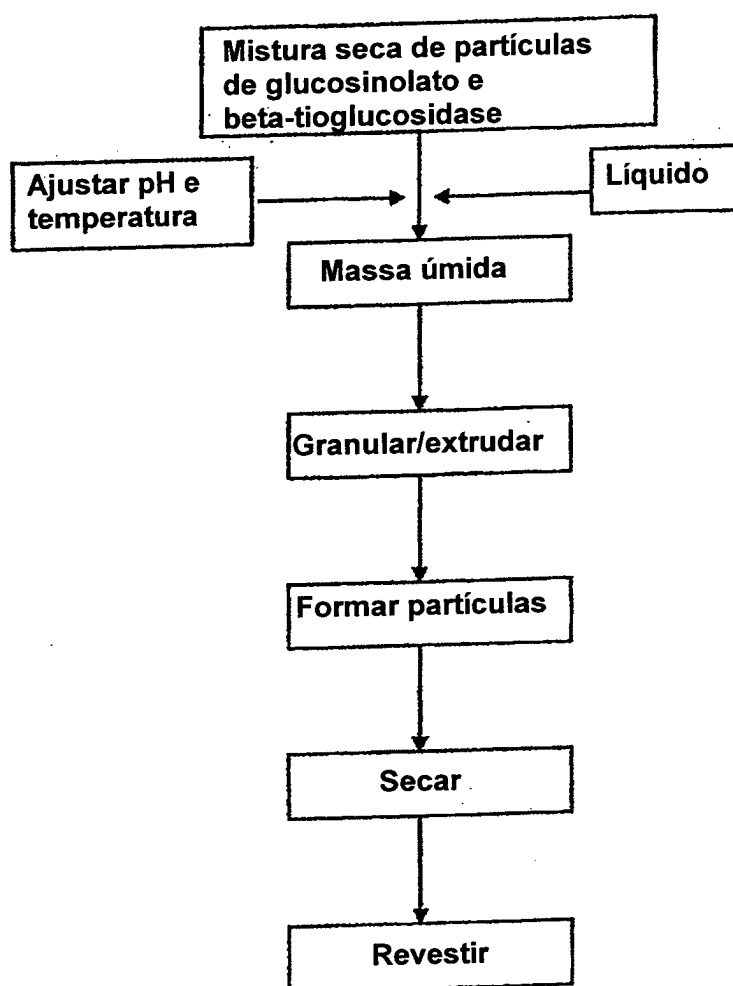 Mistura seca de partículas
de glucosinolato e
beta-tioglucosidase
Ajustar pH e
temperatura
Líquido
Massa úmida
Granular/extrudar
Formar partículas
Secar
Revestir